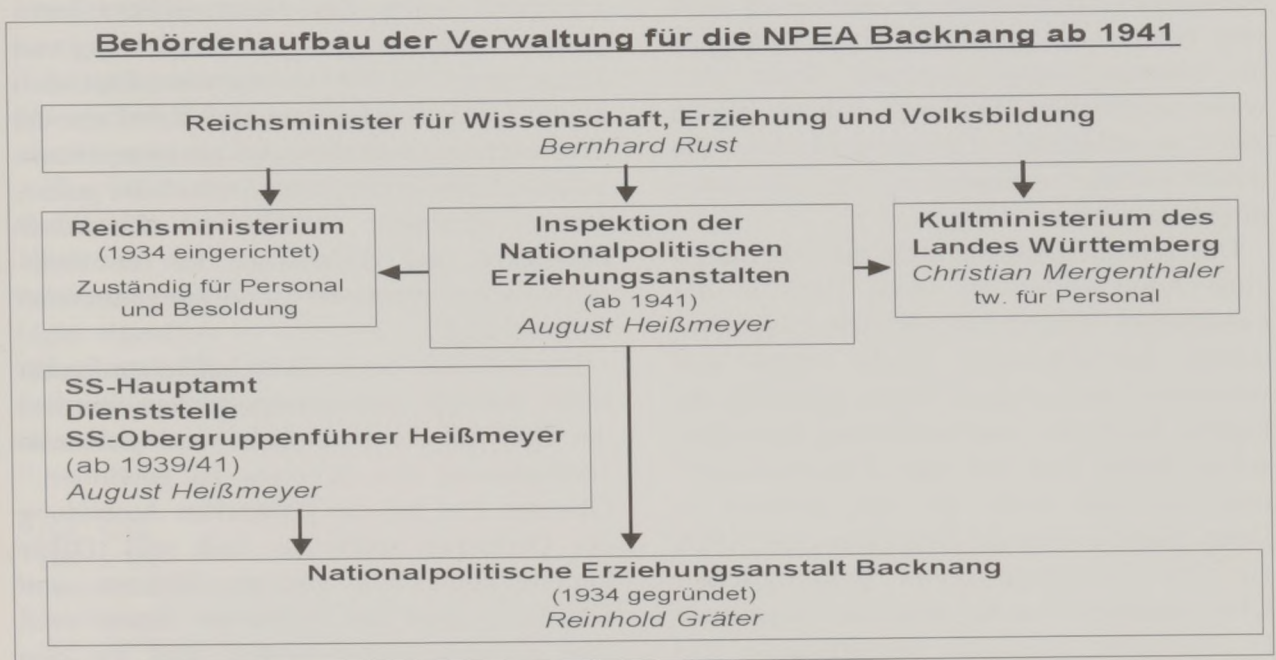 Behördenaufbau der Verwaltung für die NPEA Backnang ab 1941
Reichsminister für Wissenschaft, Erziehung und Volksbildung
Bernhard Rust
Reichsministerium
(1934 eingerichtet)
Zuständig für Personal
und Besoldung
Inspektion der
Nationalpolitischen
Erziehungsanstalten
(ab 1941)
August Heißmeyer
Kultministerium des
Landes Württemberg
Christian Mergenthaler
tw. für Personal
SS-Hauptamt
Dienststelle
SS-Obergruppenführer Heißmeyer
(ab 1939/41)
August Heißmeyer
Nationalpolitische Erziehungsanstalt Backnang
(1934 gegründet)
Reinhold Gräter